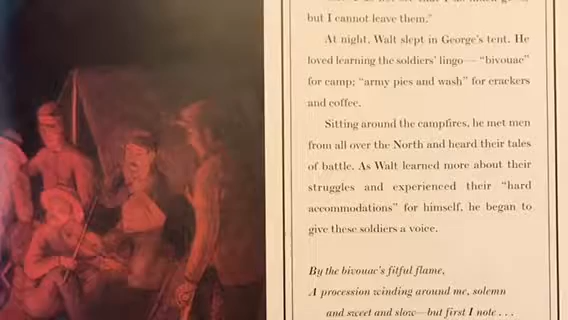 but I cannot leave them."
At night, Walt slept in George's tent. He
loved learning the soldiers' lingo— "bivouac"
for camp; "army pies and wash" for crackers
and coffee.
Sitting around the campfires, he met men
from all over the North and heard their tales
of battle. As Walt learned more about their
struggles and experienced their "hard
accommodations" for himself, he began to
give these soldiers a voice.
By the bivouac's fitful flame,
A procession winding around me, solemn
and sweet and slow—but first I note . . .